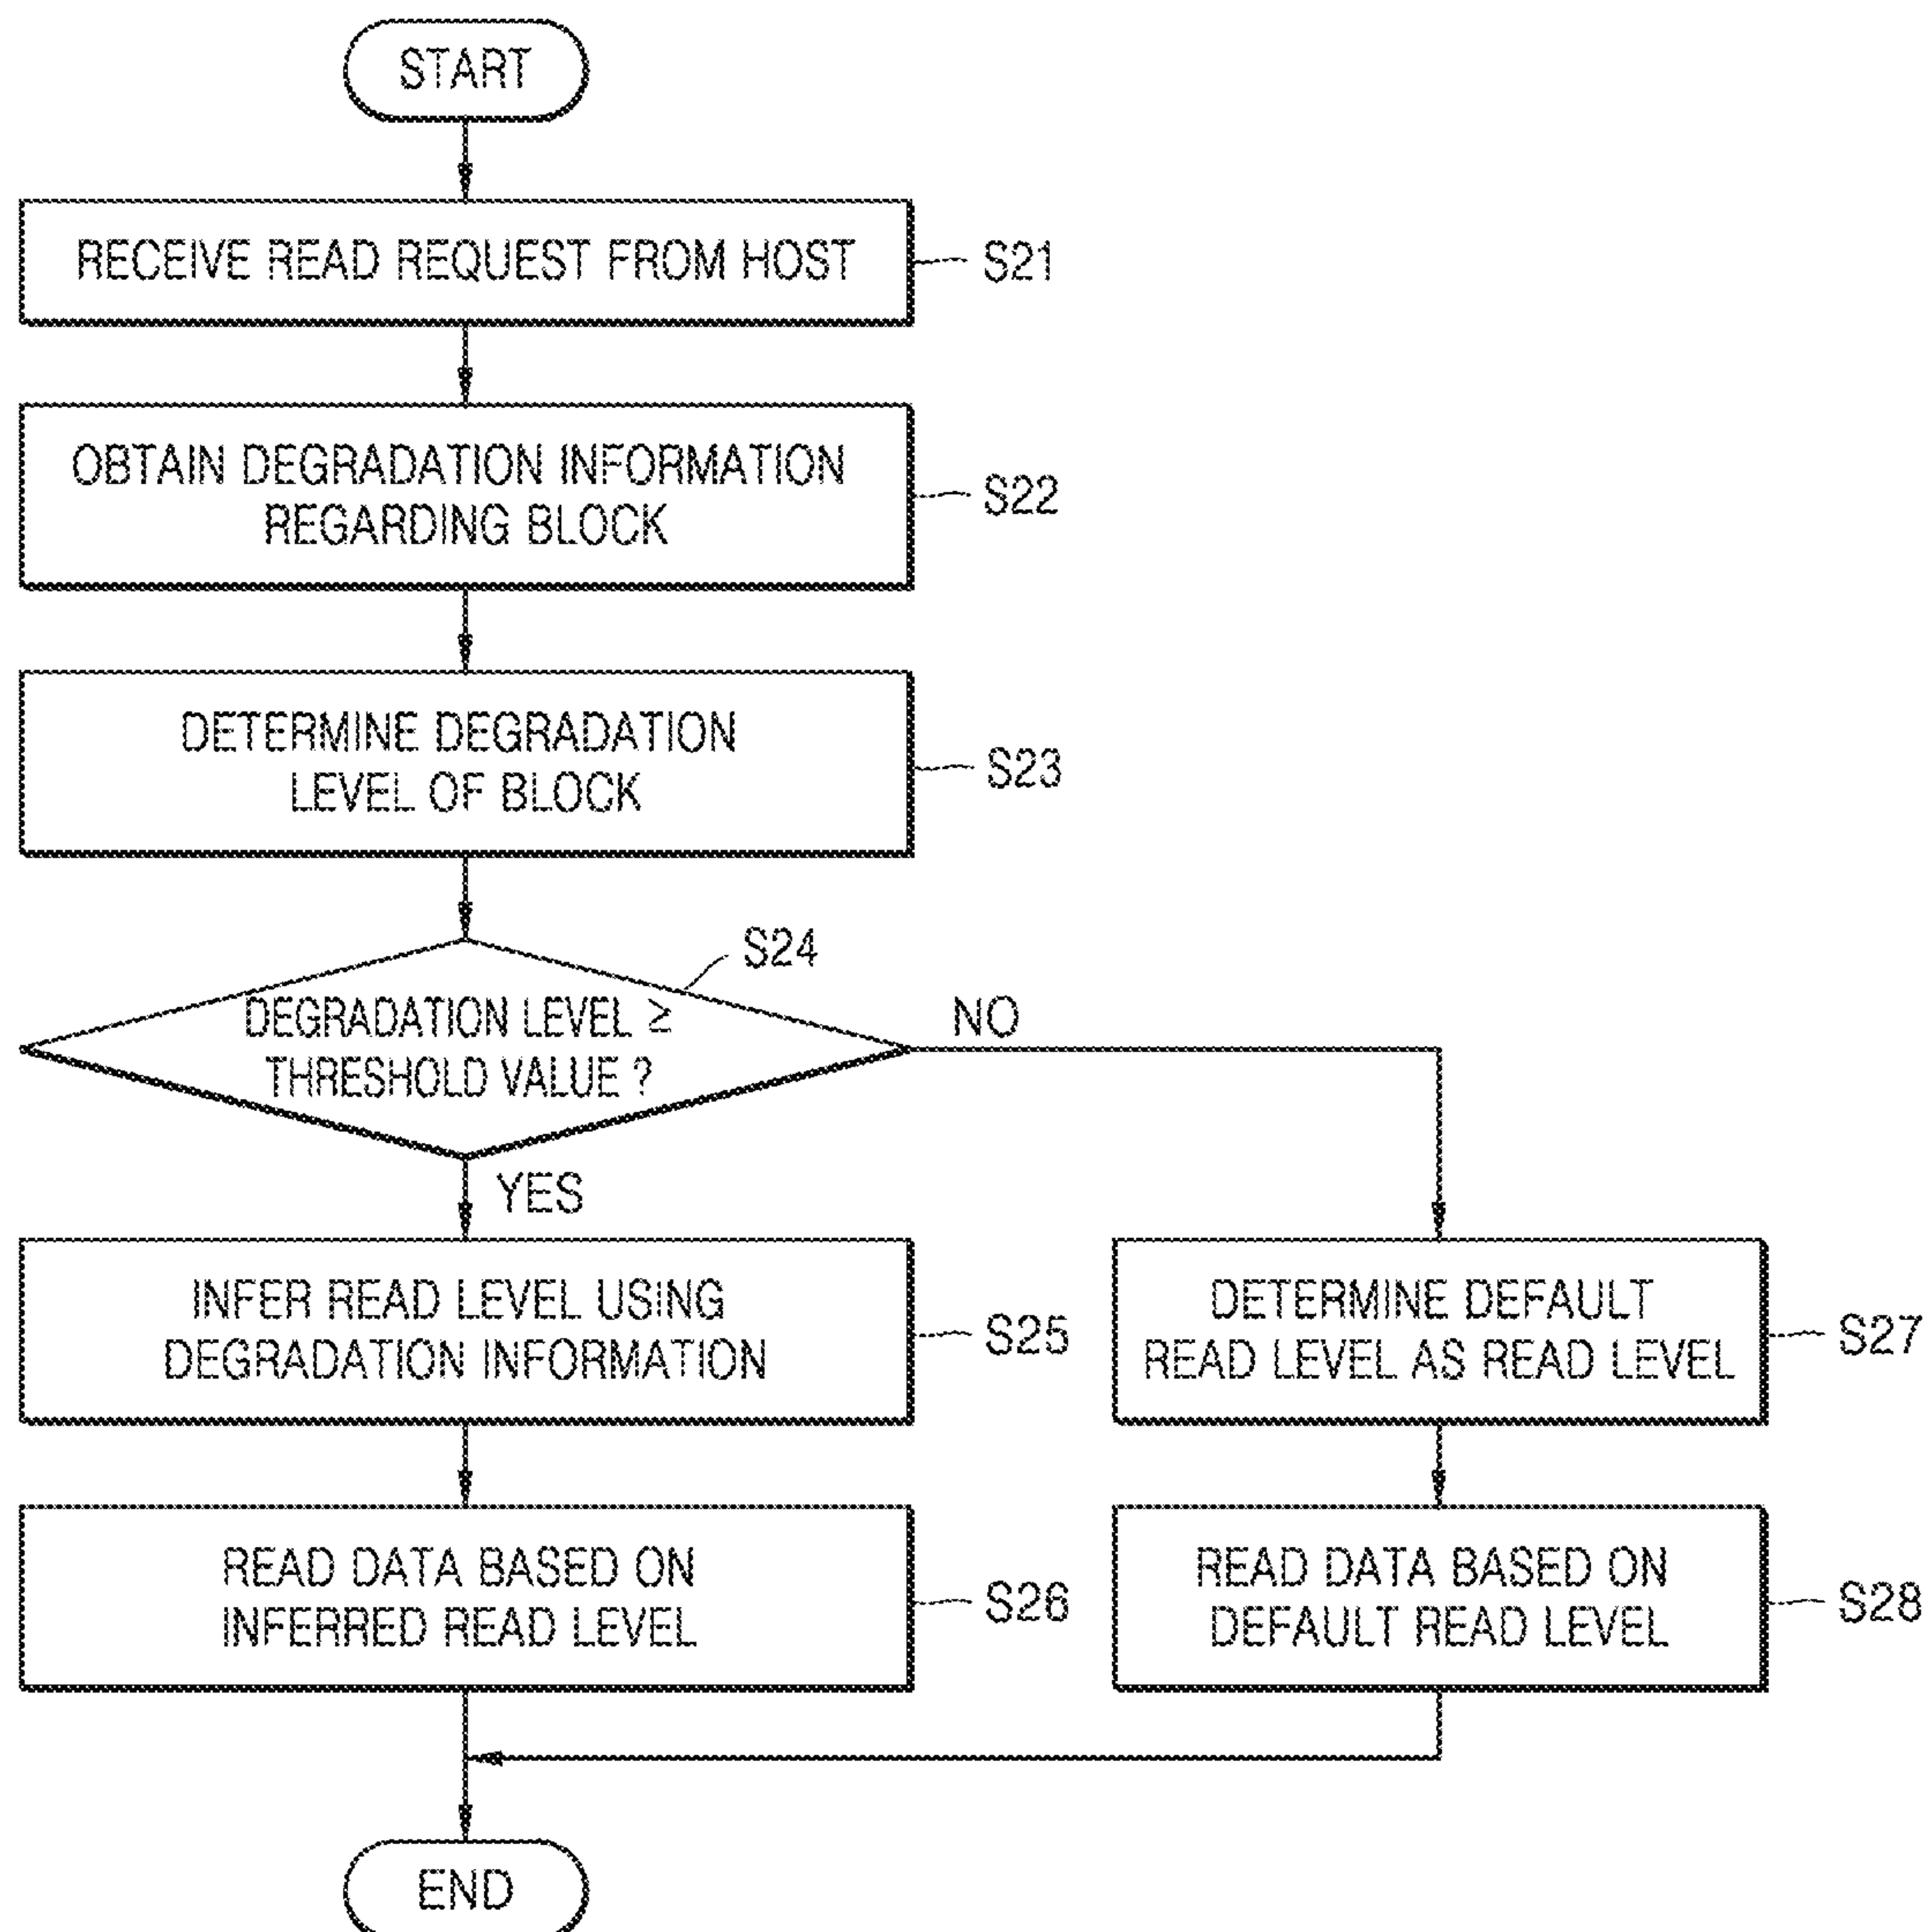 START
RECEIVE READ REQUEST FROM HOST
S21
OBTAIN DEGRADATION INFORMATION
REGARDING BLOCK
S22
DETERMINE DEGRADATION
LEVEL OF BLOCK
S23
S24
DEGRADATION LEVEL ≥
THRESHOLD VALUE ?
NO
YES
INFER READ LEVEL USING
DEGRADATION INFORMATION
S25
DETERMINE DEFAULT
READ LEVEL AS READ LEVEL
S27
READ DATA BASED ON
INFERRED READ LEVEL
S26
READ DATA BASED ON
DEFAULT READ LEVEL
S28
END